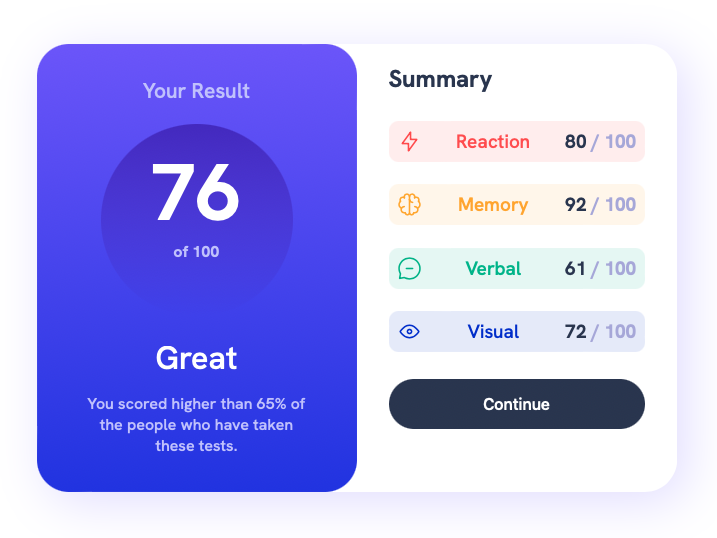 Your Result
76
of 100
Great
You scored higher than 65% of
the people who have taken
these tests.
Summary
Reaction 80 / 100
Memory 92 / 100
Verbal 61 / 100
Visual 72 / 100
Continue